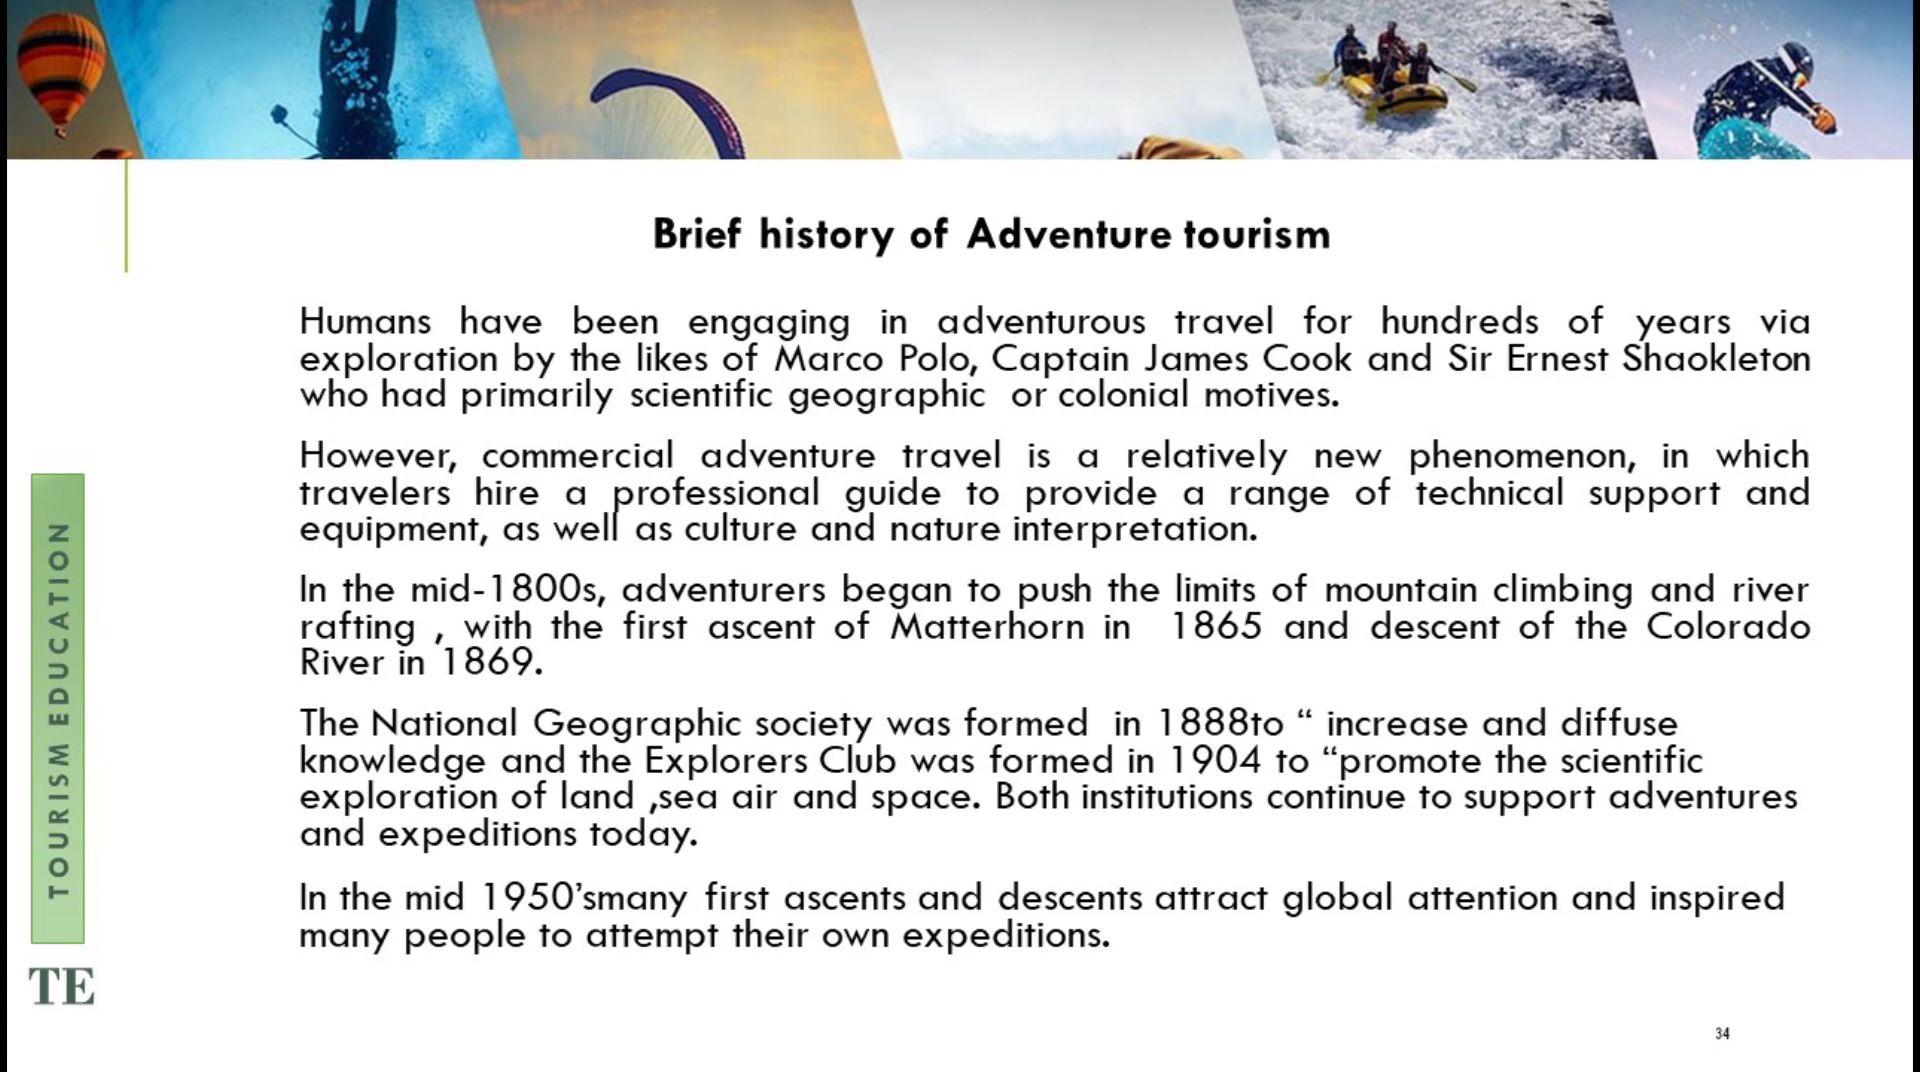 Brief history of Adventure tourism
Humans have been engaging in adventurous travel for hundreds of years via
exploration by the likes of Marco Polo, Captain James Cook and Sir Ernest Shaokleton
who had primarily scientific geographic or colonial motives.
However, commercial adventure travel is a relatively new phenomenon, in which
travelers hire a professional guide to provide a range of technical support and
equipment, as well as culture and nature interpretation.
In the mid-1800s, adventurers began to push the limits of mountain climbing and river
rafting , with the first ascent of Matterhorn in 1865 and descent of the Colorado
River in 1869.
The National Geographic society was formed in 1888to “ increase and diffuse
knowledge and the Explorers Club was formed in 1904 to “promote the scientific
exploration of land ,sea air and space. Both institutions continue to support adventures
and expeditions today.
In the mid 1950’smany first ascents and descents attract global attention and inspired
many people to attempt their own expeditions.
TOURISM EDUCATION
TE
34